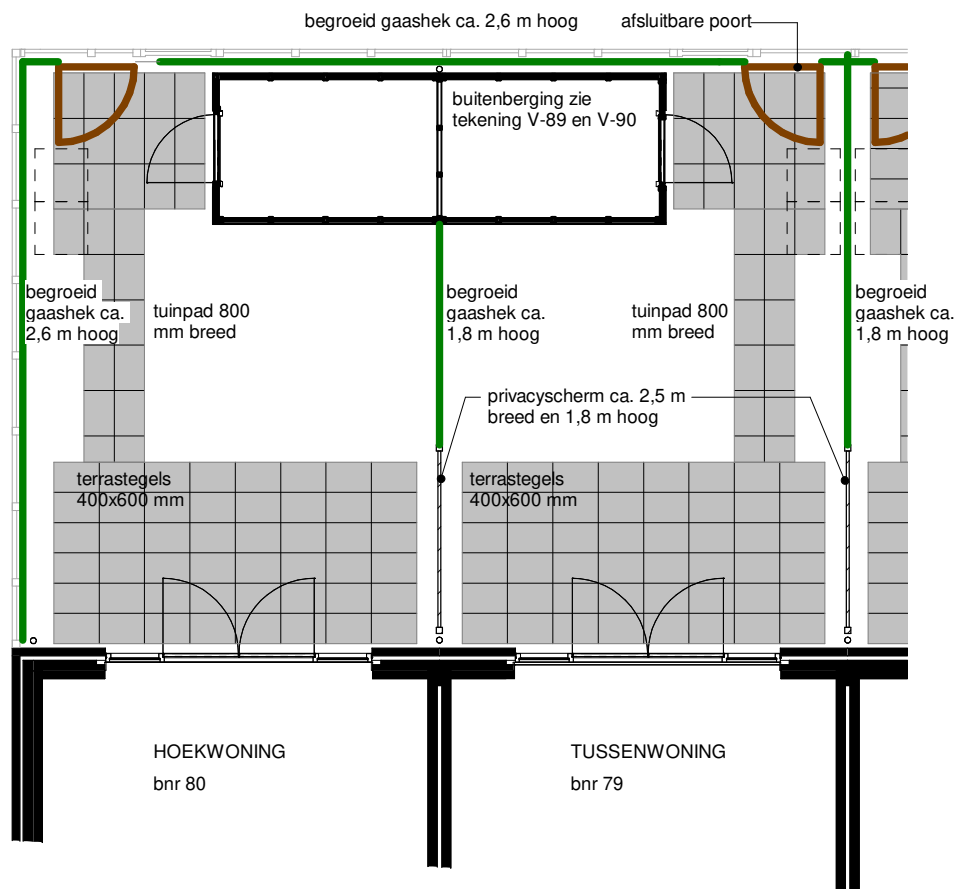 begroeid gaashek ca. 2,6 m hoog
afsluitbare poort
buitenberging zie
tekening V-89 en V-90
begroeid
gaashek ca.
2,6 m hoog
tuinpad 800
mm breed
begroeid
gaashek ca.
1,8 m hoog
tuinpad 800
mm breed
begroeid
gaashek ca.
1,8 m hoog
privacyscherm ca. 2,5 m
breed en 1,8 m hoog
terrastegels
400x600 mm
terrastegels
400x600 mm
HOEKWONING
bnr 80
TUSSENWONING
bnr 79